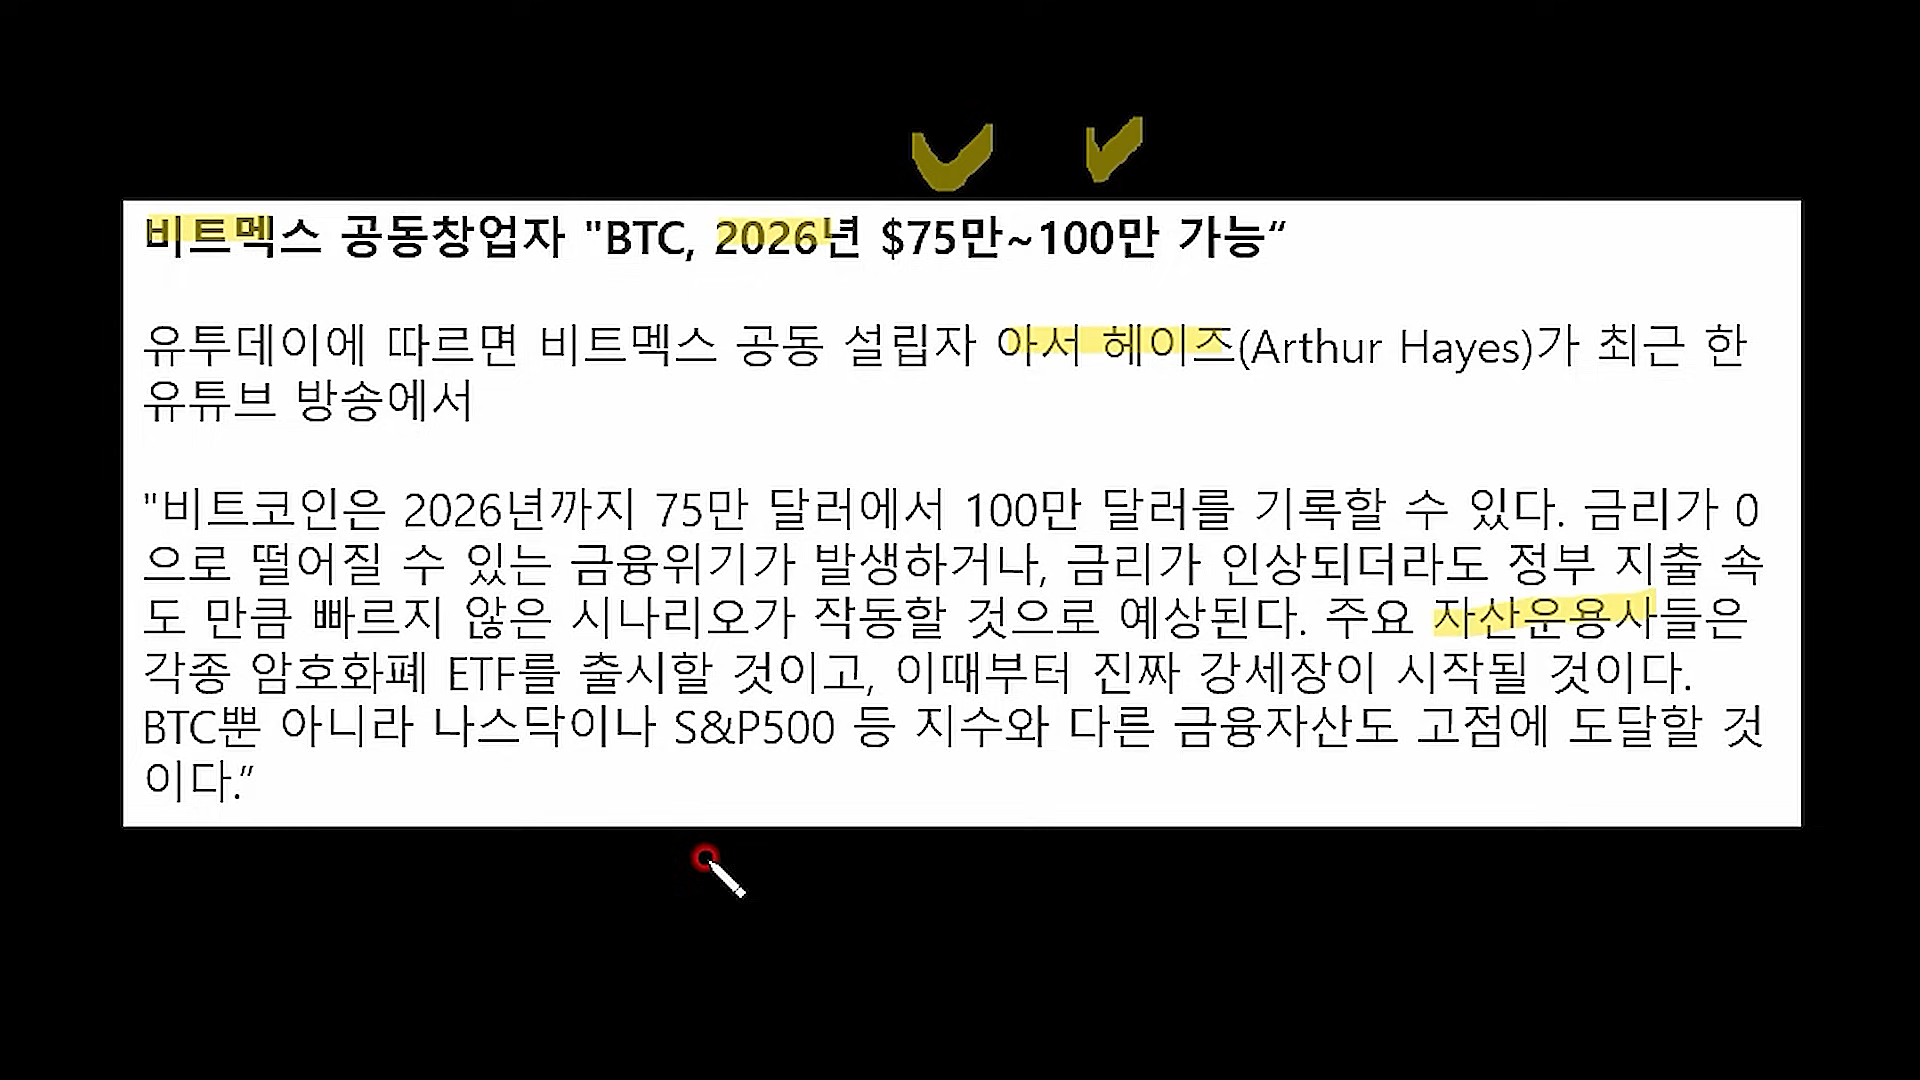 비트멕스 공동창업자 "BTC, 2026년 $75만~100만 가능“
유투데이에 따르면 비트멕스 공동 설립자 아서 헤이즈(Arthur Hayes)가 최근 한
유튜브 방송에서
"비트코인은 2026년까지 75만 달러에서 100만 달러를 기록할 수 있다. 금리가 0
으로 떨어질 수 있는 금융위기가 발생하거나, 금리가 인상되더라도 정부 지출 속
도 만큼 빠르지 않은 시나리오가 작동할 것으로 예상된다. 주요 자산운용사들은
각종 암호화폐 ETF를 출시할 것이고, 이때부터 진짜 강세장이 시작될 것이다.
BTC뿐 아니라 나스닥이나 S&P500 등 지수와 다른 금융자산도 고점에 도달할 것
이다.”